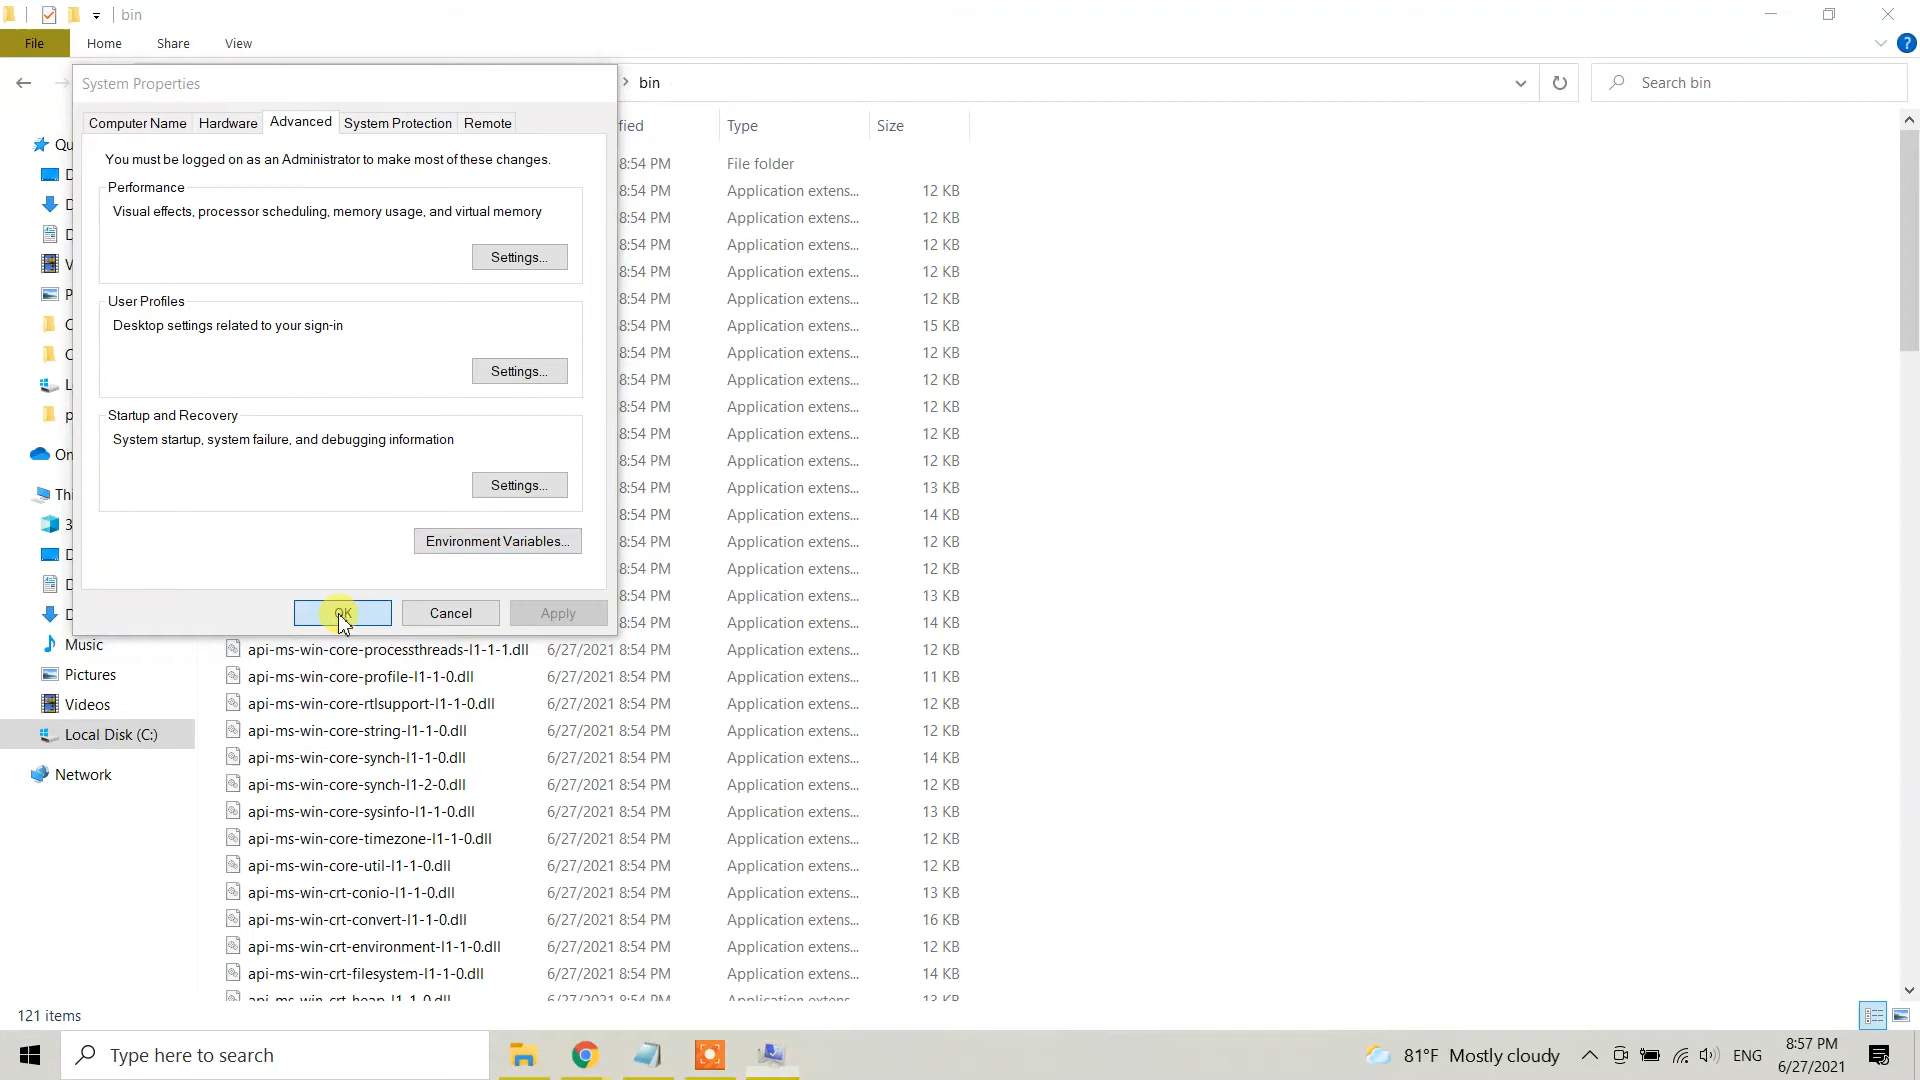 bin
File Home Share View
System Properties
bin
Search bin
Computer Name Hardware Advanced System Protection Remote
Type Size
You must be logged on as an Administrator to make most of these changes.
8:54 PM File folder
Performance
8:54 PM Application extens... 12 KB
Visual effects, processor scheduling, memory usage, and virtual memory
8:54 PM Application extens... 12 KB
8:54 PM Application extens... 12 KB
Settings...
8:54 PM Application extens... 12 KB
User Profiles
8:54 PM Application extens... 12 KB
Desktop settings related to your sign-in
8:54 PM Application extens... 15 KB
8:54 PM Application extens... 12 KB
Settings...
8:54 PM Application extens... 12 KB
8:54 PM Application extens... 12 KB
Startup and Recovery
8:54 PM Application extens... 12 KB
System startup, system failure, and debugging information
8:54 PM Application extens... 12 KB
Settings...
8:54 PM Application extens... 13 KB
8:54 PM Application extens... 14 KB
Environment Variables...
8:54 PM Application extens... 12 KB
8:54 PM Application extens... 12 KB
8:54 PM Application extens... 13 KB
OK Cancel Apply
8:54 PM Application extens... 14 KB
api-ms-win-core-processthreads-l1-1-1.dll 6/27/2021 8:54 PM Application extens... 12 KB
api-ms-win-core-profile-l1-1-0.dll 6/27/2021 8:54 PM Application extens... 11 KB
api-ms-win-core-rtlsupport-l1-1-0.dll 6/27/2021 8:54 PM Application extens... 12 KB
api-ms-win-core-string-l1-1-0.dll 6/27/2021 8:54 PM Application extens... 12 KB
api-ms-win-core-synch-l1-1-0.dll 6/27/2021 8:54 PM Application extens... 14 KB
api-ms-win-core-synch-l1-2-0.dll 6/27/2021 8:54 PM Application extens... 12 KB
api-ms-win-core-sysinfo-l1-1-0.dll 6/27/2021 8:54 PM Application extens... 13 KB
api-ms-win-core-timezone-l1-1-0.dll 6/27/2021 8:54 PM Application extens... 12 KB
api-ms-win-core-util-l1-1-0.dll 6/27/2021 8:54 PM Application extens... 12 KB
api-ms-win-crt-conio-l1-1-0.dll 6/27/2021 8:54 PM Application extens... 13 KB
api-ms-win-crt-convert-l1-1-0.dll 6/27/2021 8:54 PM Application extens... 16 KB
api-ms-win-crt-environment-l1-1-0.dll 6/27/2021 8:54 PM Application extens... 12 KB
api-ms-win-crt-filesystem-l1-1-0.dll 6/27/2021 8:54 PM Application extens... 14 KB
api-ms-win-crt-heap-l1-1-0.dll 6/27/2021 8:54 PM Application extens... 13 KB
Music
Pictures
Videos
Local Disk (C:)
Network
121 items
Type here to search
81°F Mostly cloudy
ENG
8:57 PM
6/27/2021